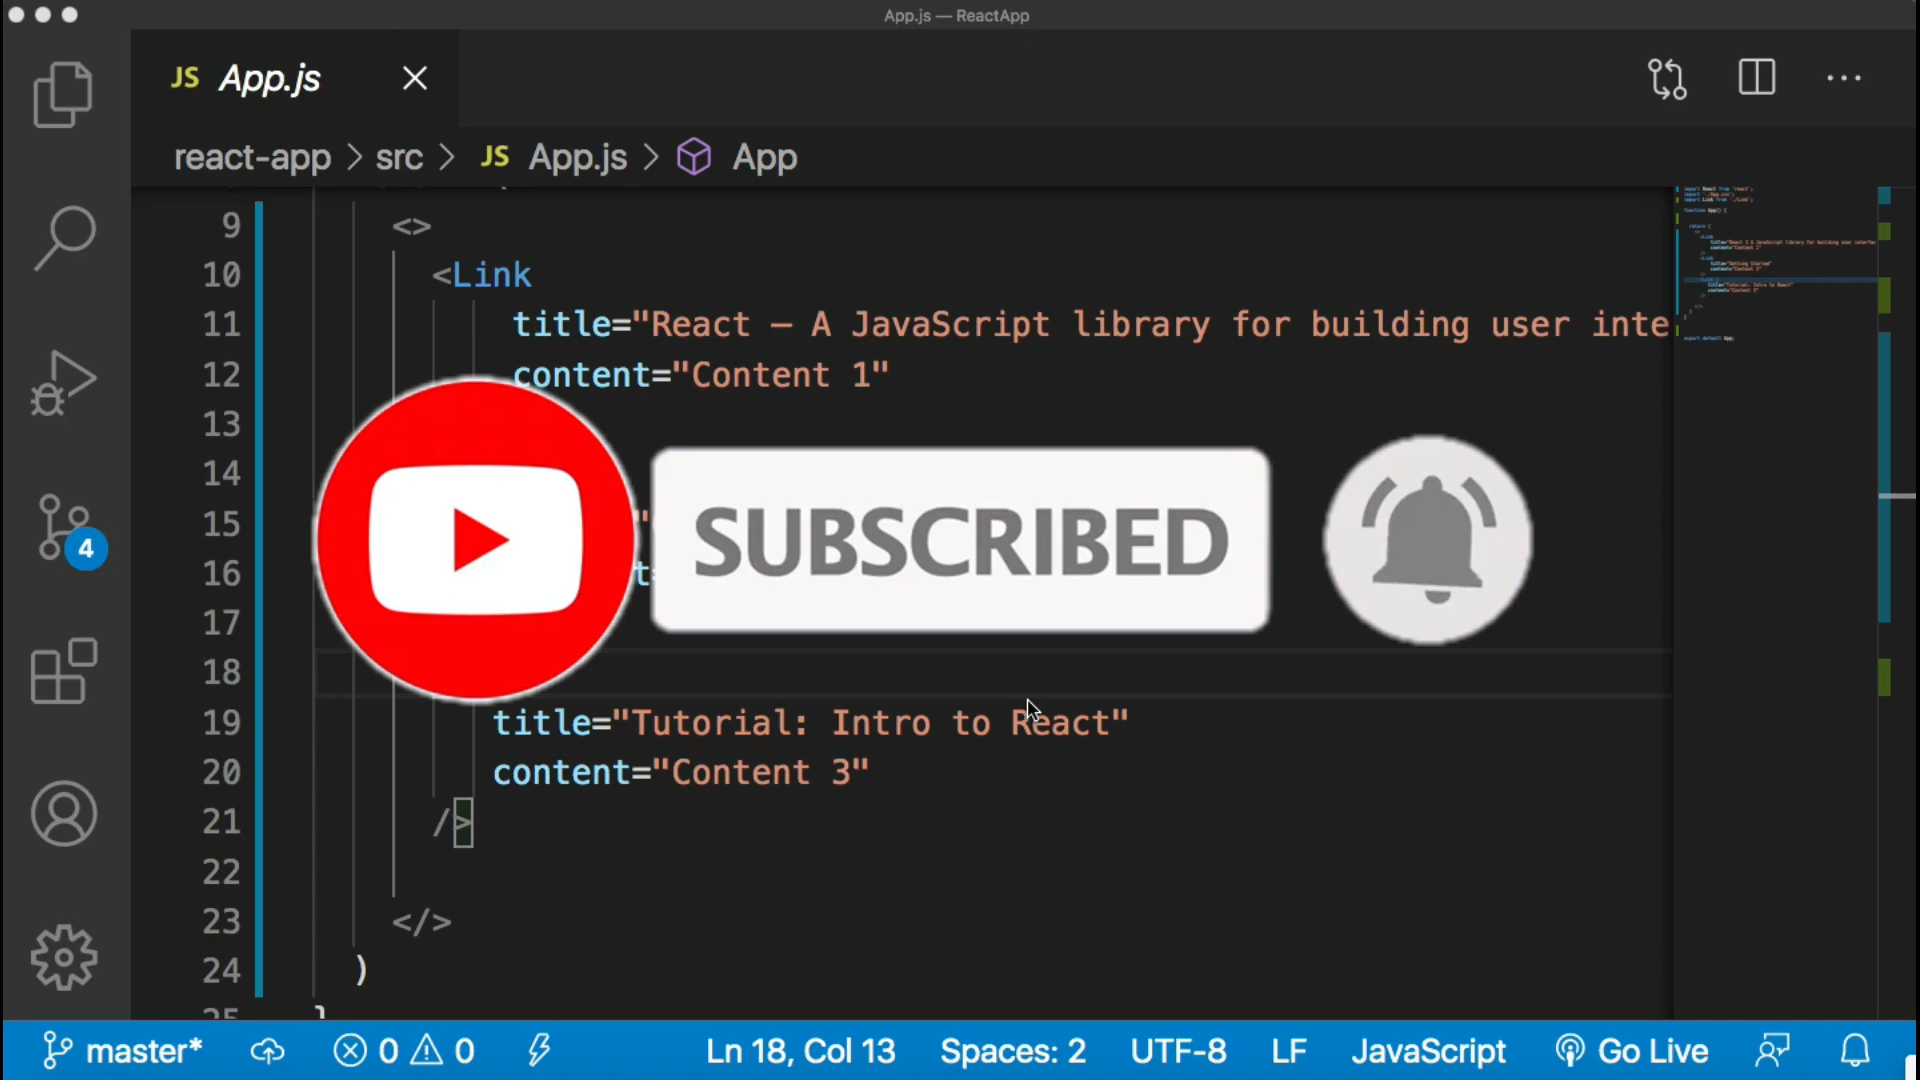 App.js — ReactApp
JS App.js
react-app > src > JS App.js > App
9 <>
10 <Link
11 title="React — A JavaScript library for building user inte
12 content="Content 1"
13
14
15
16
17
SUBSCRIBED
4
18
19 title="Tutorial: Intro to React"
20 content="Content 3"
21 />
22
23 </>
24 )
master* 0 0 Ln 18, Col 13 Spaces: 2 UTF-8 LF JavaScript Go Live